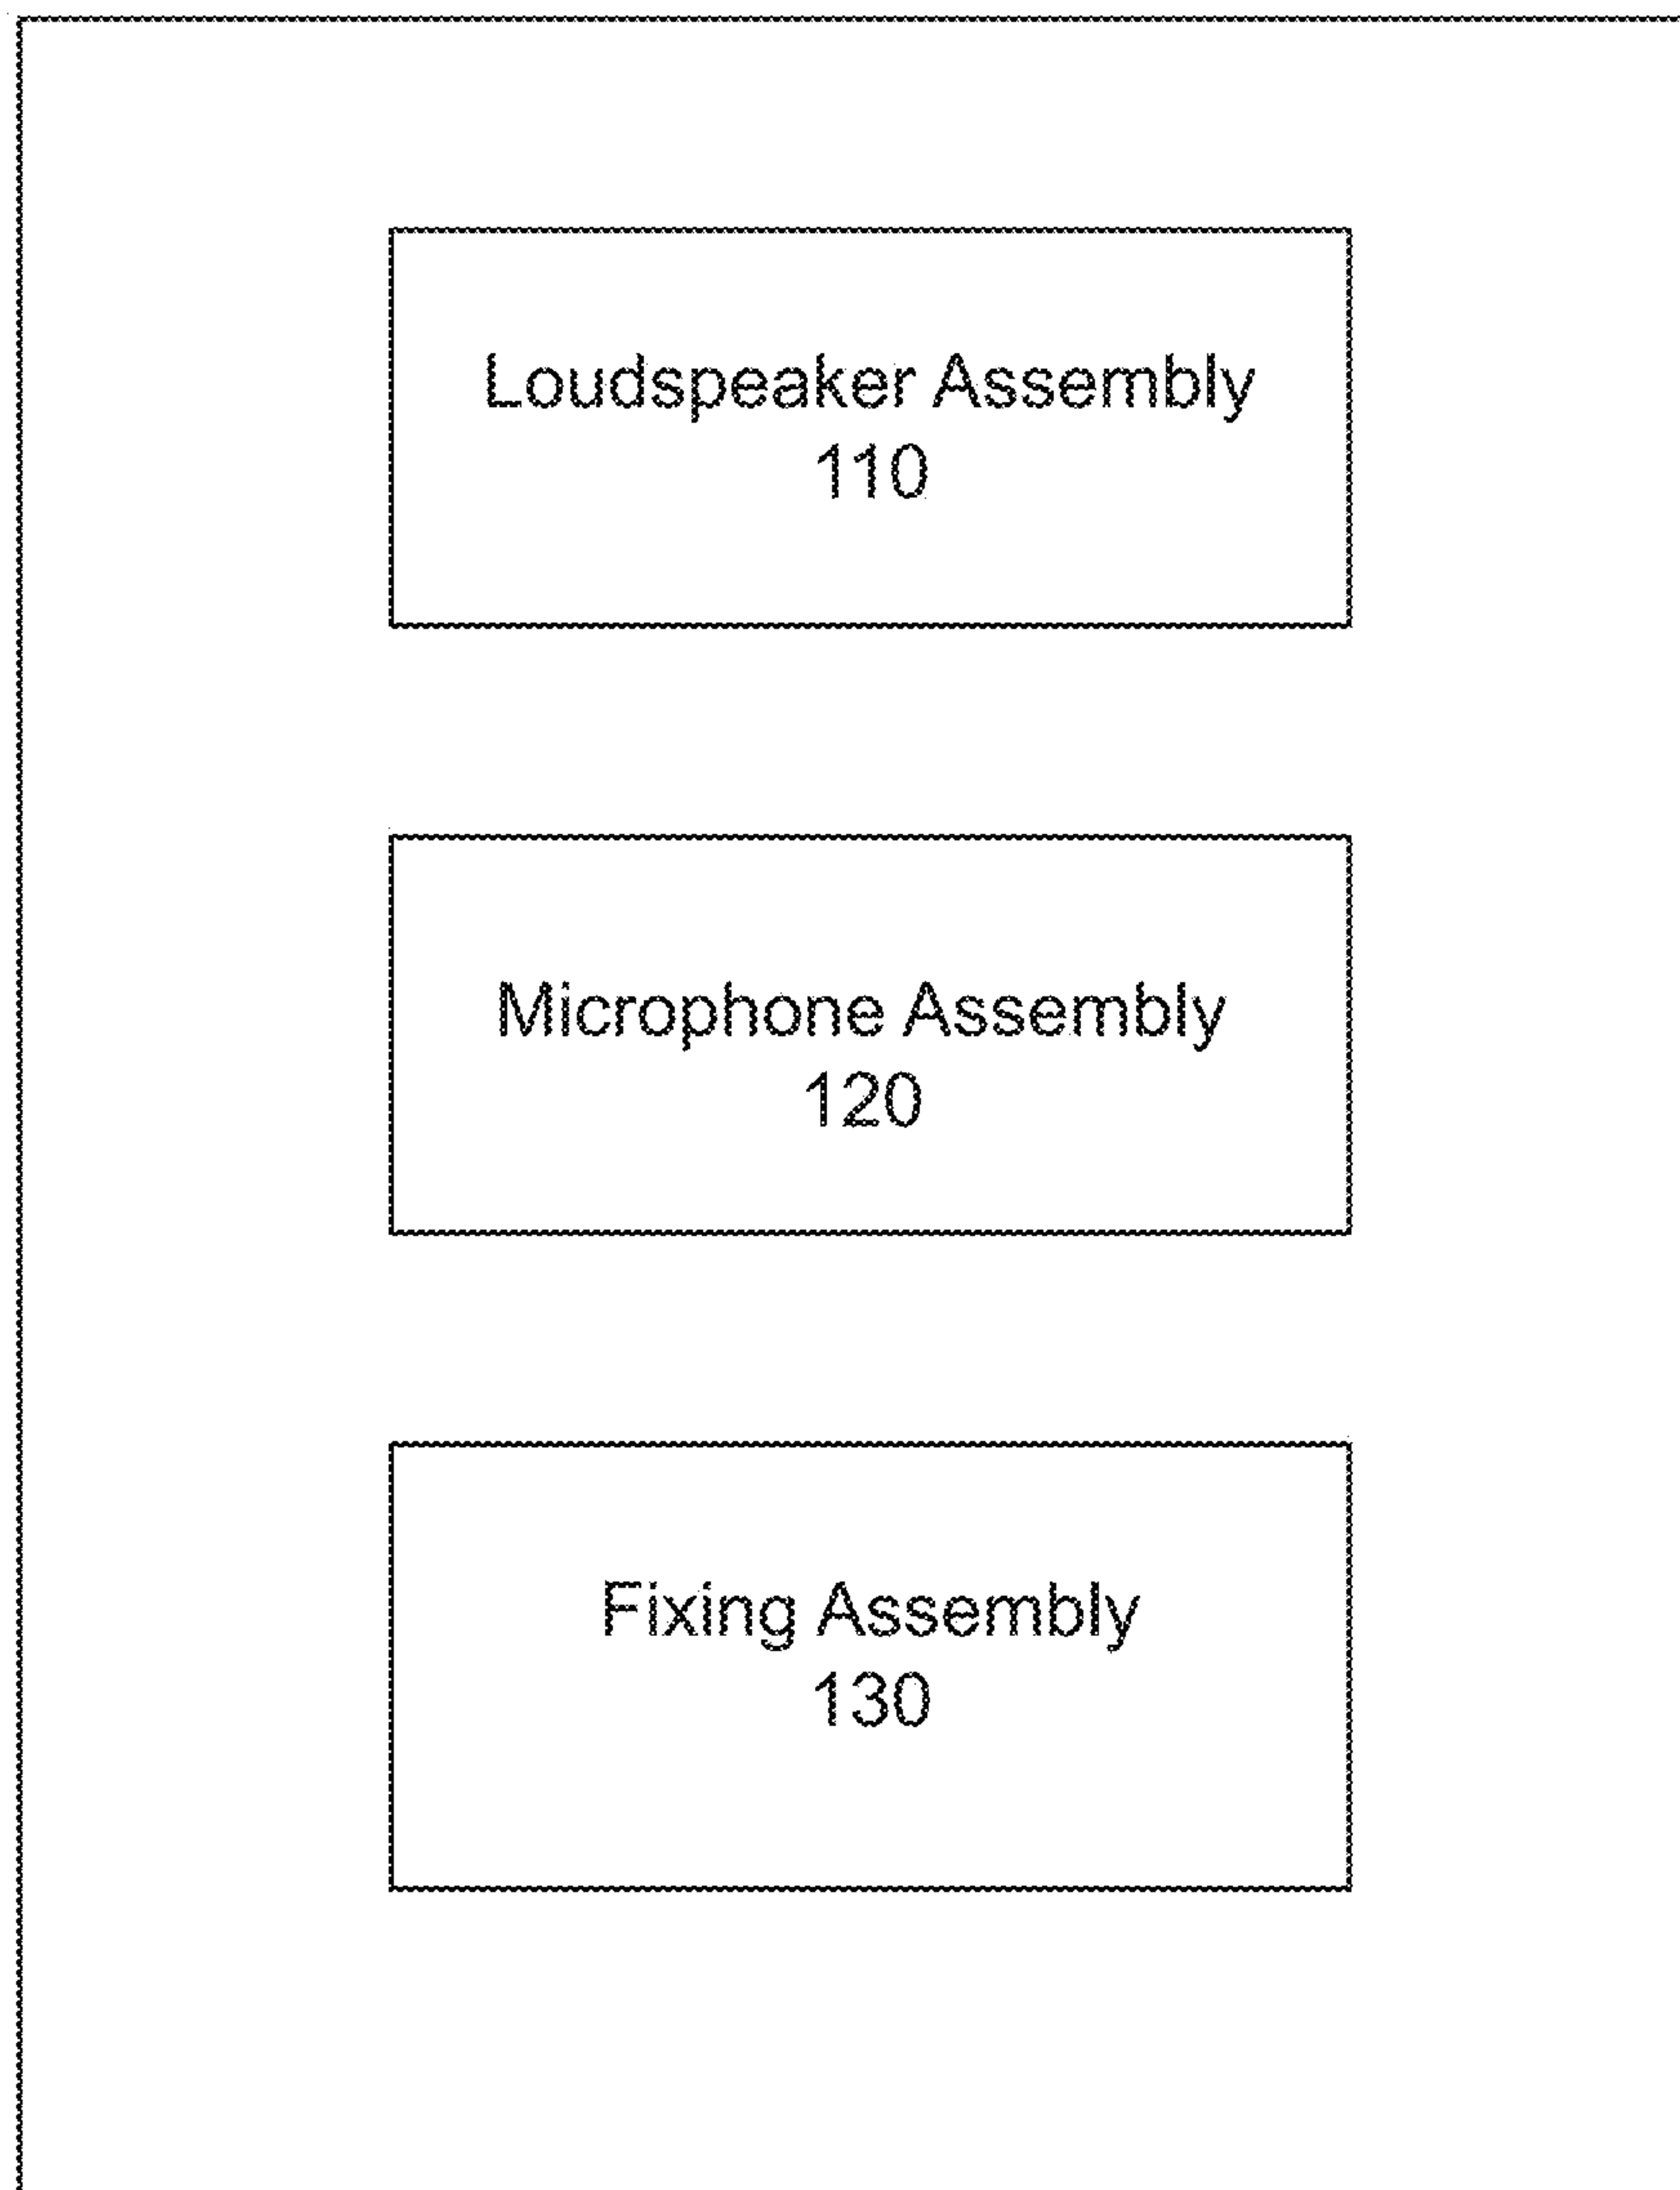 Loudspeaker Assembly
110
Microphone Assembly
120
Fixing Assembly
130